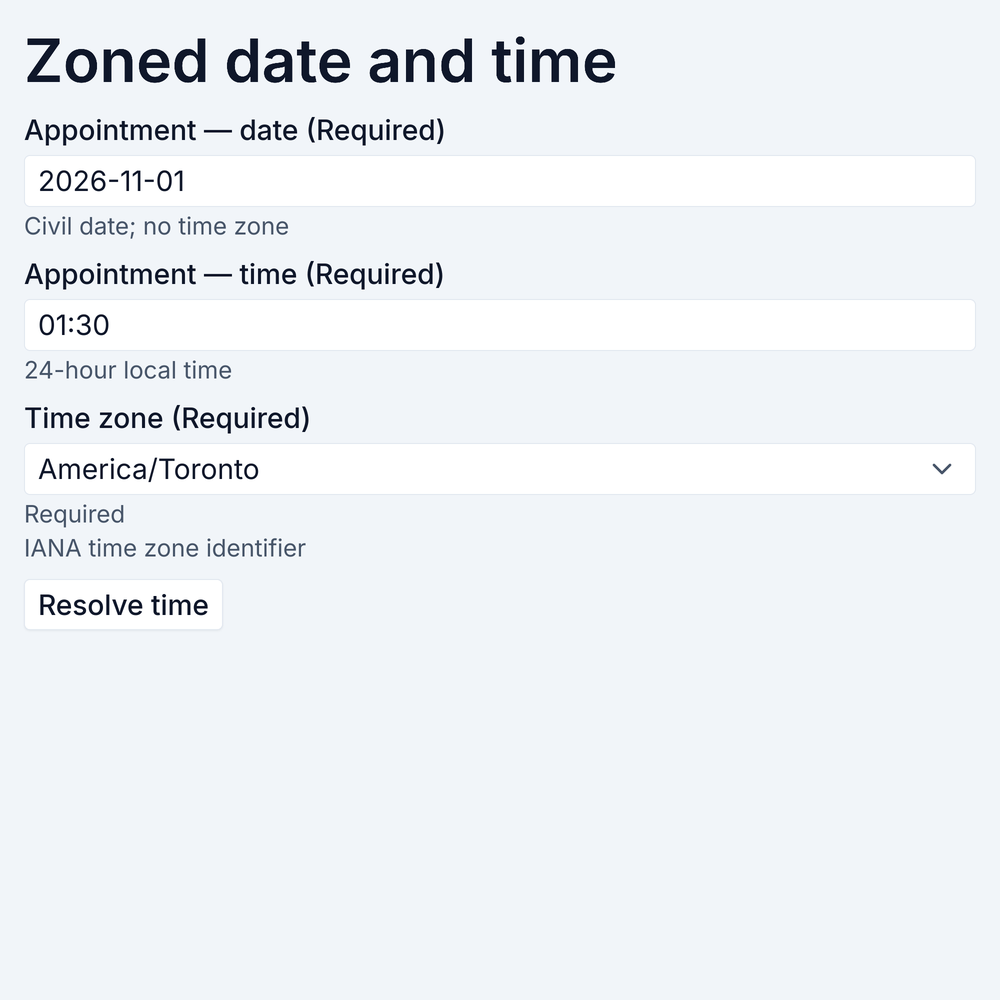 Zoned date and time
Appointment — date (Required)
2026-11-01
Civil date; no time zone
Appointment — time (Required)
01:30
24-hour local time
Time zone (Required)
America/Toronto
Required
IANA time zone identifier
Resolve time